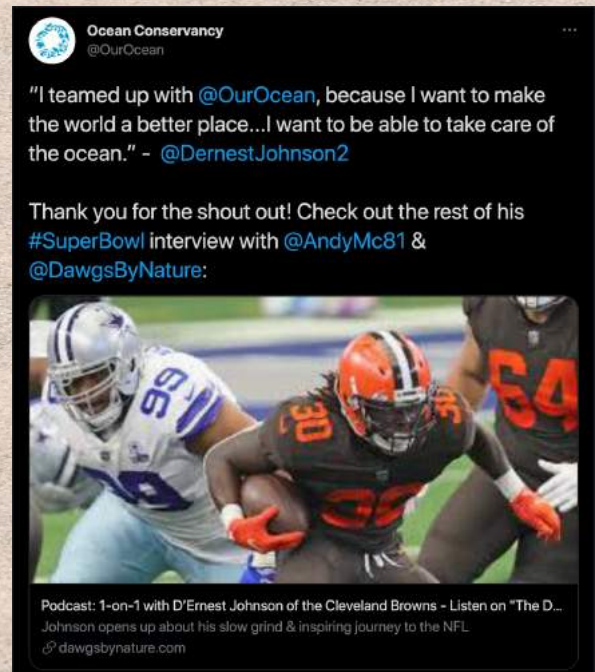 Ocean Conservancy
@OurOcean
“I teamed up with @OurOcean, because I want to make
the world a better place...I want to be able to take care of
the ocean.” - @DernestJohnson2
Thank you for the shout out! Check out the rest of his
#SuperBowl interview with @AndyMc81 &
@DawgsByNature:
99
99
30
30
30
64
Podcast: 1-on-1 with D'Ernest Johnson of the Cleveland Browns - Listen on "The D...
Johnson opens up about his slow grind & inspiring journey to the NFL
dawgsbynature.com